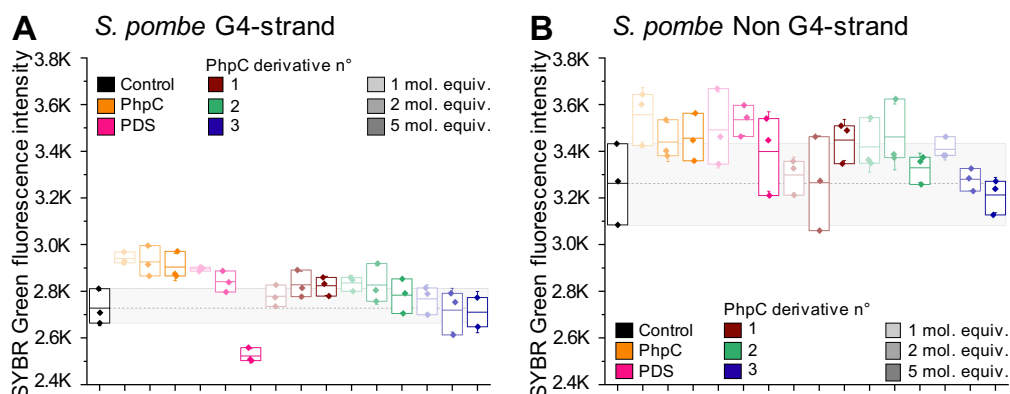 A
S. pombe G4-strand
SYBR Green fluorescence intensity
3.8K
3.6K
3.4K
3.2K
3.0K
2.8K
2.6K
2.4K
PhpC derivative n°
Control
1
1 mol. equiv.
PhpC
2
2 mol. equiv.
PDS
3
5 mol. equiv.
B
S. pombe Non G4-strand
SYBR Green fluorescence intensity
3.8K
3.6K
3.4K
3.2K
3.0K
2.8K
2.6K
2.4K
PhpC derivative n°
Control
1
1 mol. equiv.
PhpC
2
2 mol. equiv.
PDS
3
5 mol. equiv.